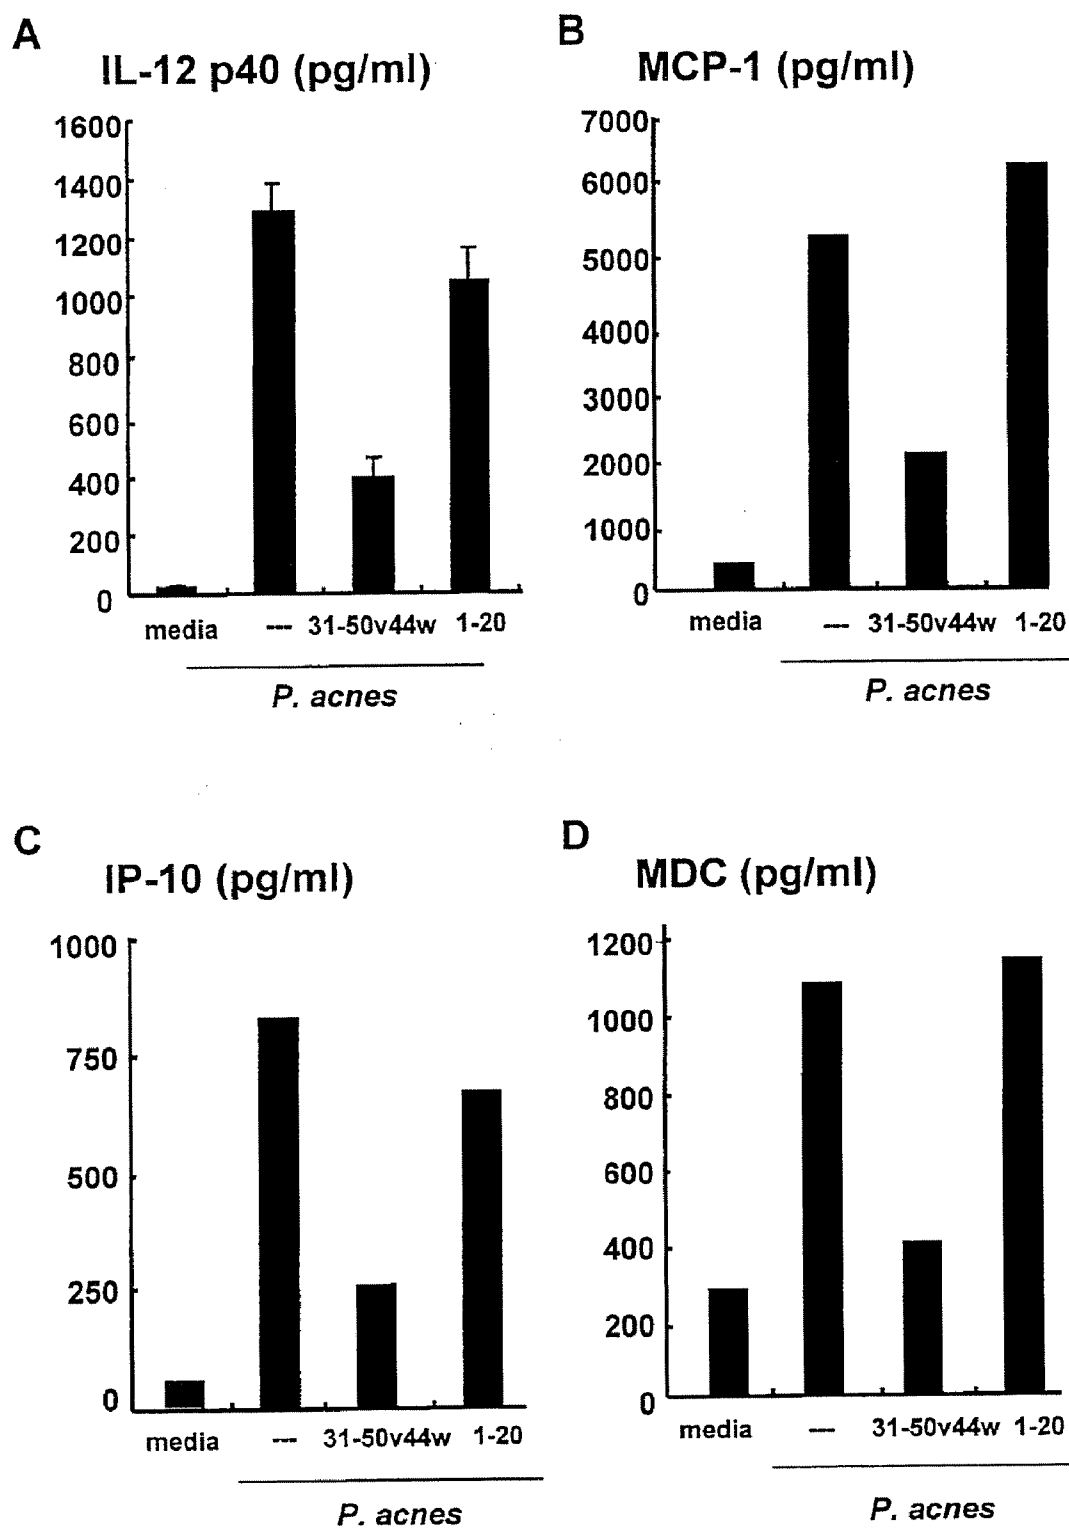 A
IL-12 p40 (pg/ml)
1600
1400
1200
1000
800
600
400
200
0
media --- 31-50v44w 1-20
P. acnes
B
MCP-1 (pg/ml)
7000
6000
5000
4000
3000
2000
1000
0
media --- 31-50v44w 1-20
P. acnes
C
IP-10 (pg/ml)
1000
750
500
250
0
media --- 31-50v44w 1-20
P. acnes
D
MDC (pg/ml)
1200
1000
800
600
400
200
0
media --- 31-50v44w 1-20
P. acnes